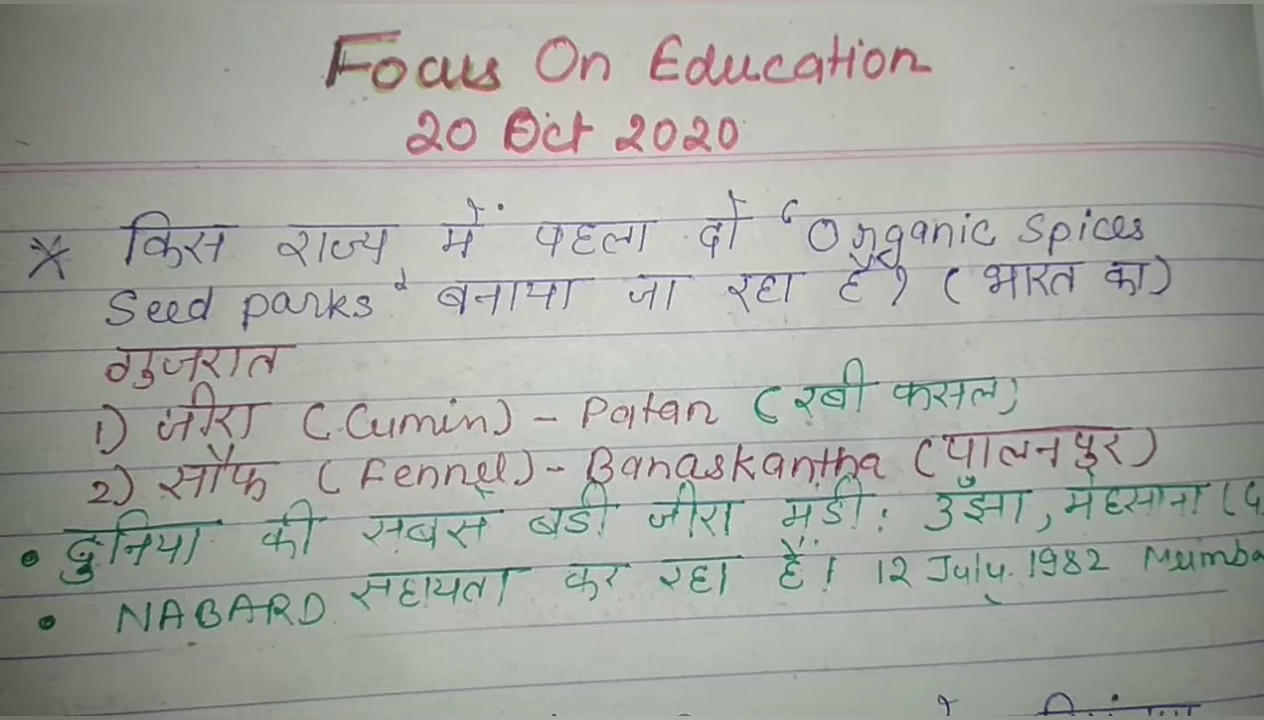 Focus On Education
20 Oct 2020
* किस राज्य में पहला दो "Organic Spices
Seed parks" बनाया जा रहा है? (भारत का)
गुजरात
1) जीरा (Cumin) - Patan (रबी फसल)
2) सौंफ (Fennel) - Banaskantha (पालनपुर)
• दुनिया की सबसे बडी जीरा मंडी: उँझा, मेहसाना (
• NABARD सहायता कर रहा है। 12 July. 1982 Mumba